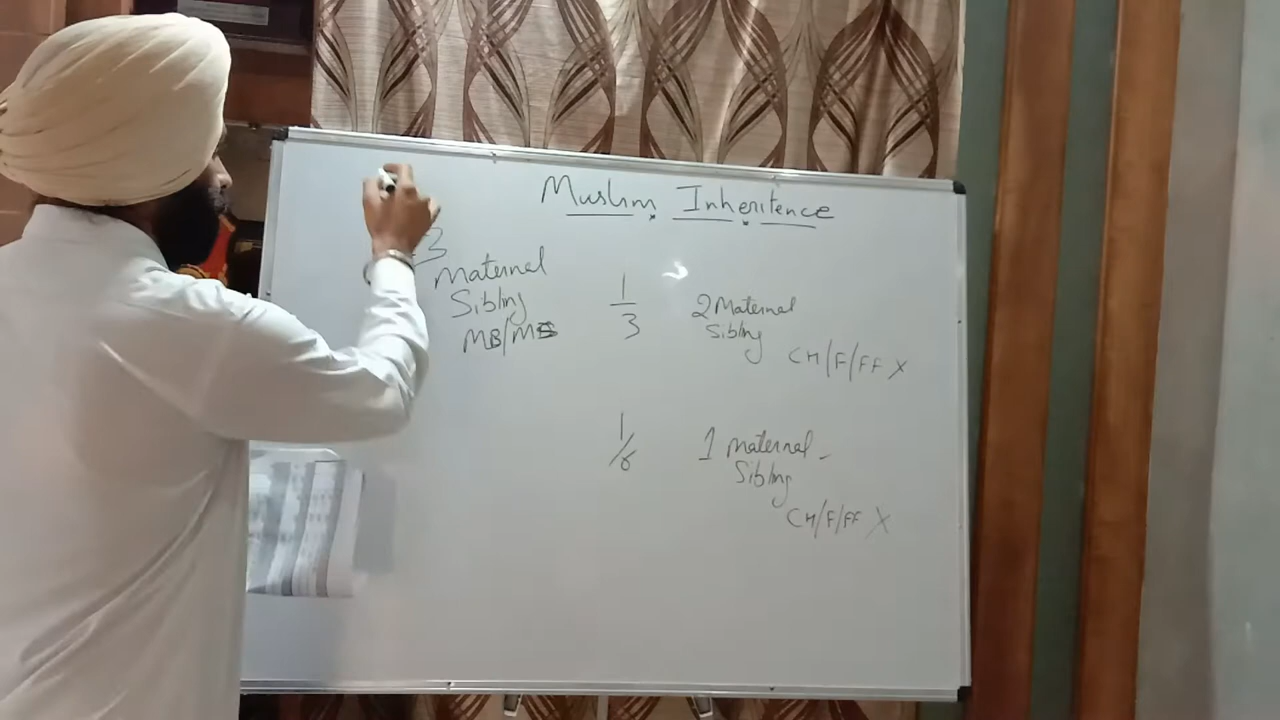 Muslim Inheritence
3
Maternal
Sibling
MB/MS
1
3
2 Maternal
Sibling
CH/F/FF X
1/6
1 Maternal -
Sibling
CH/F/FF X